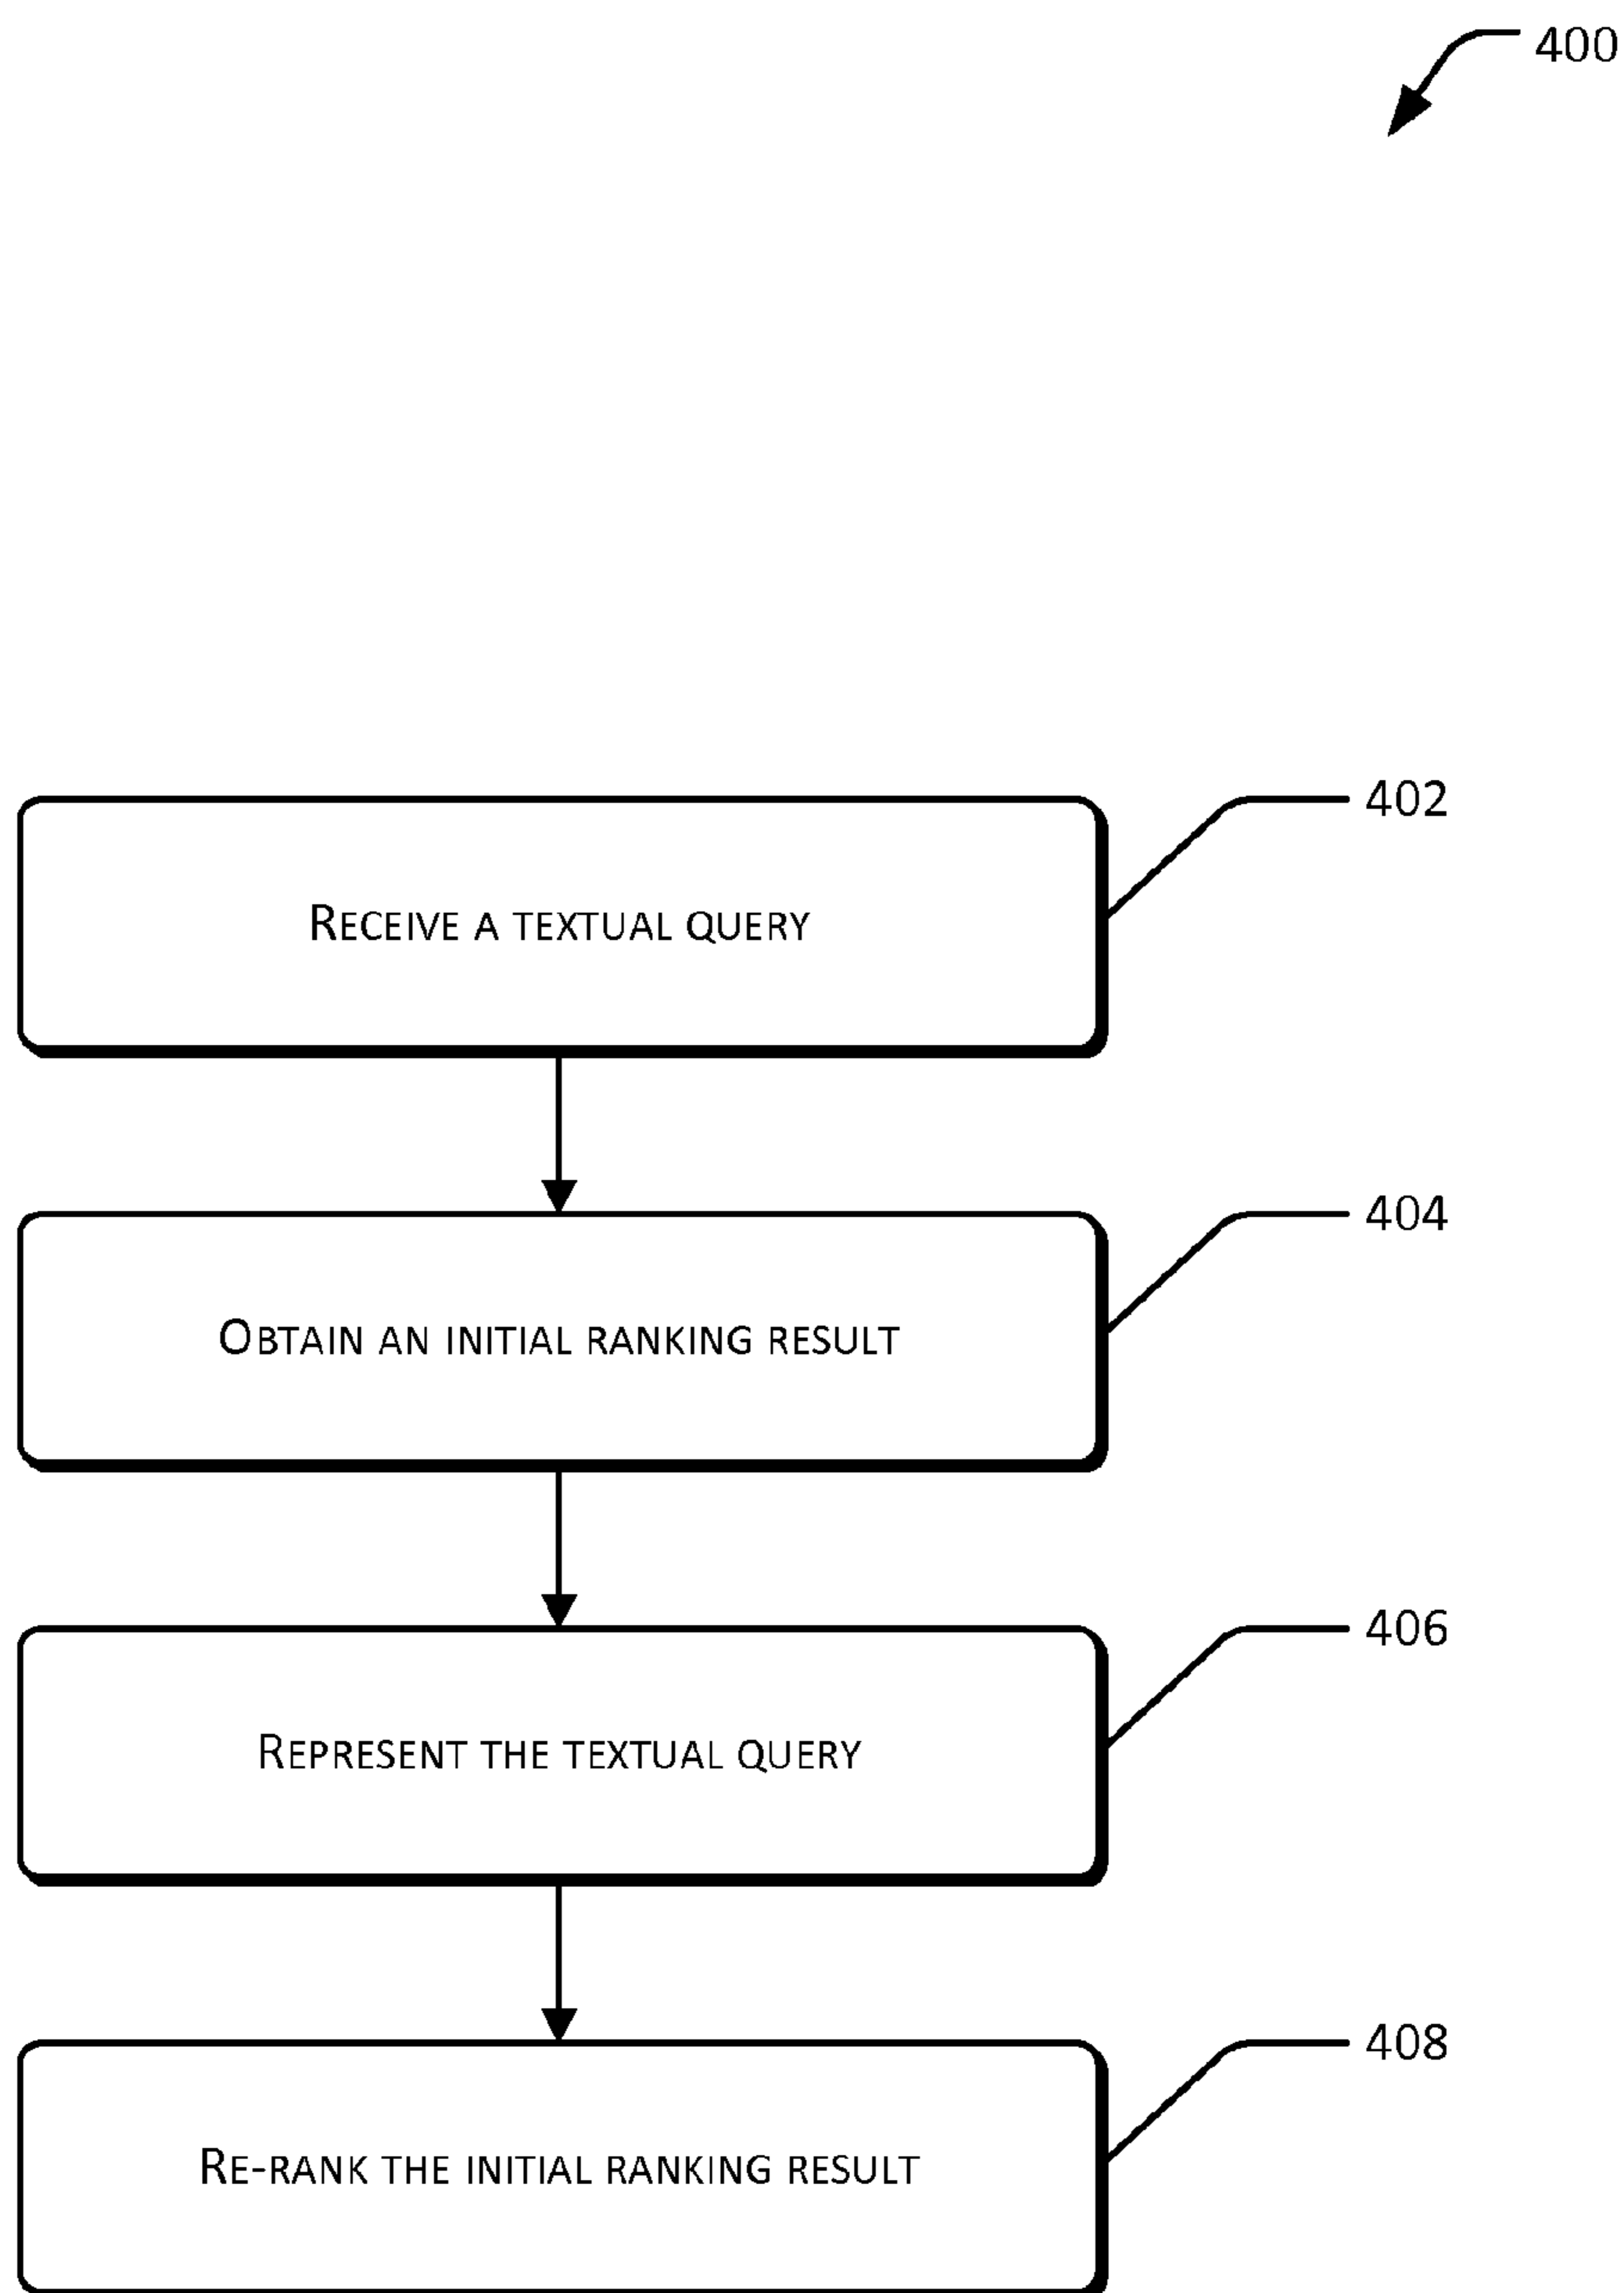 400
402
Receive a textual query
404
Obtain an initial ranking result
406
Represent the textual query
408
Re-rank the initial ranking result